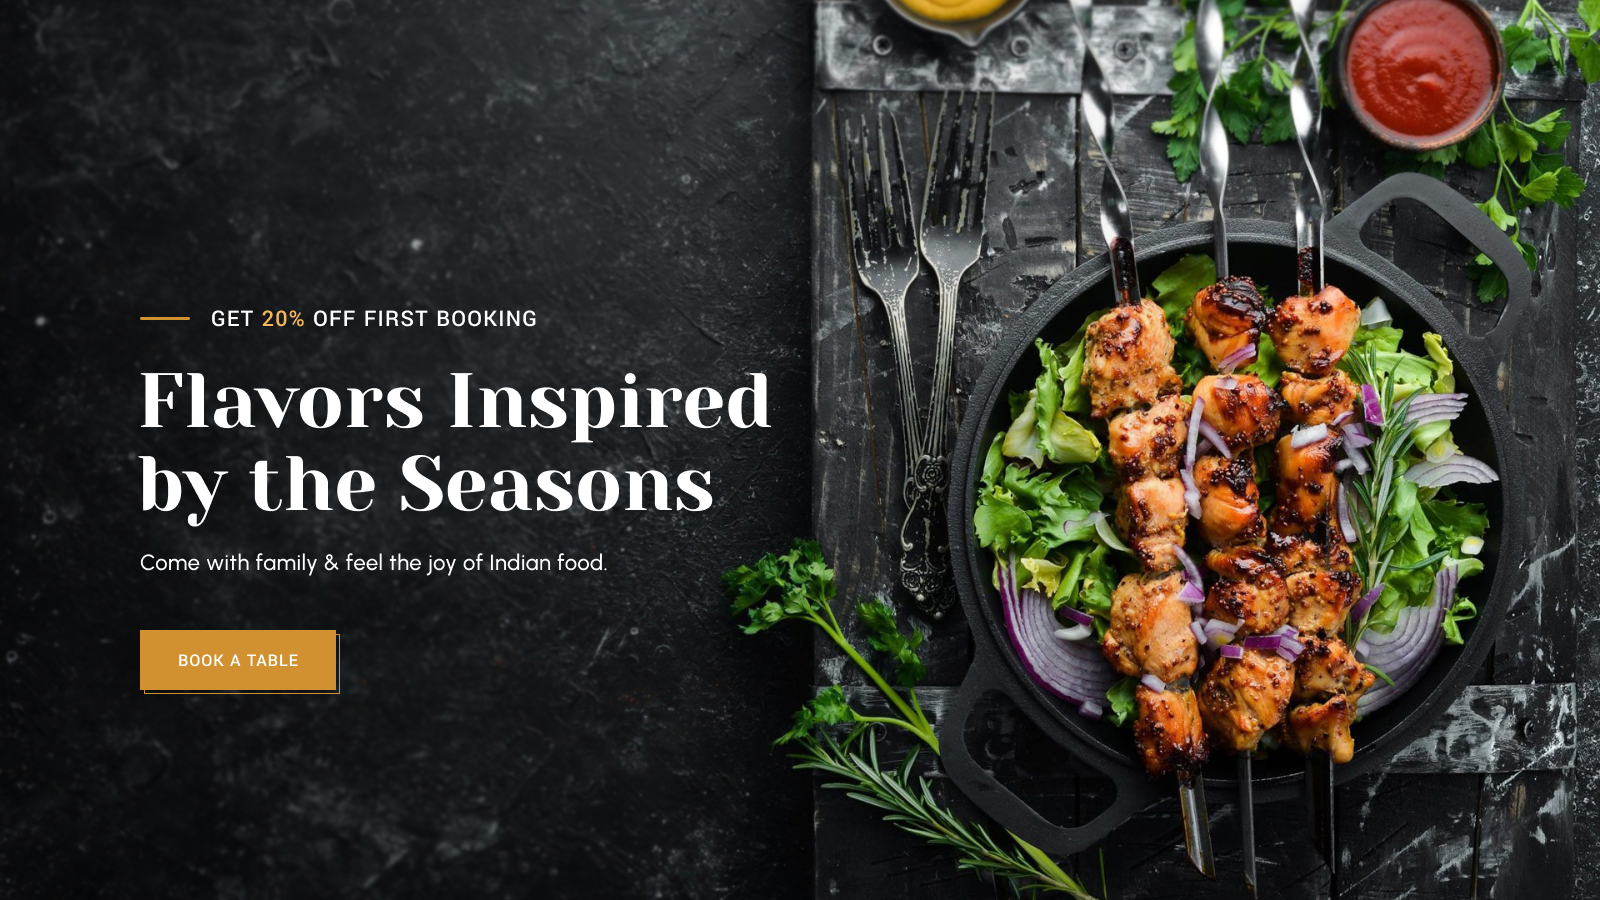 GET 20% OFF FIRST BOOKING
Flavors Inspired
by the Seasons
Come with family & feel the joy of Indian food.
BOOK A TABLE